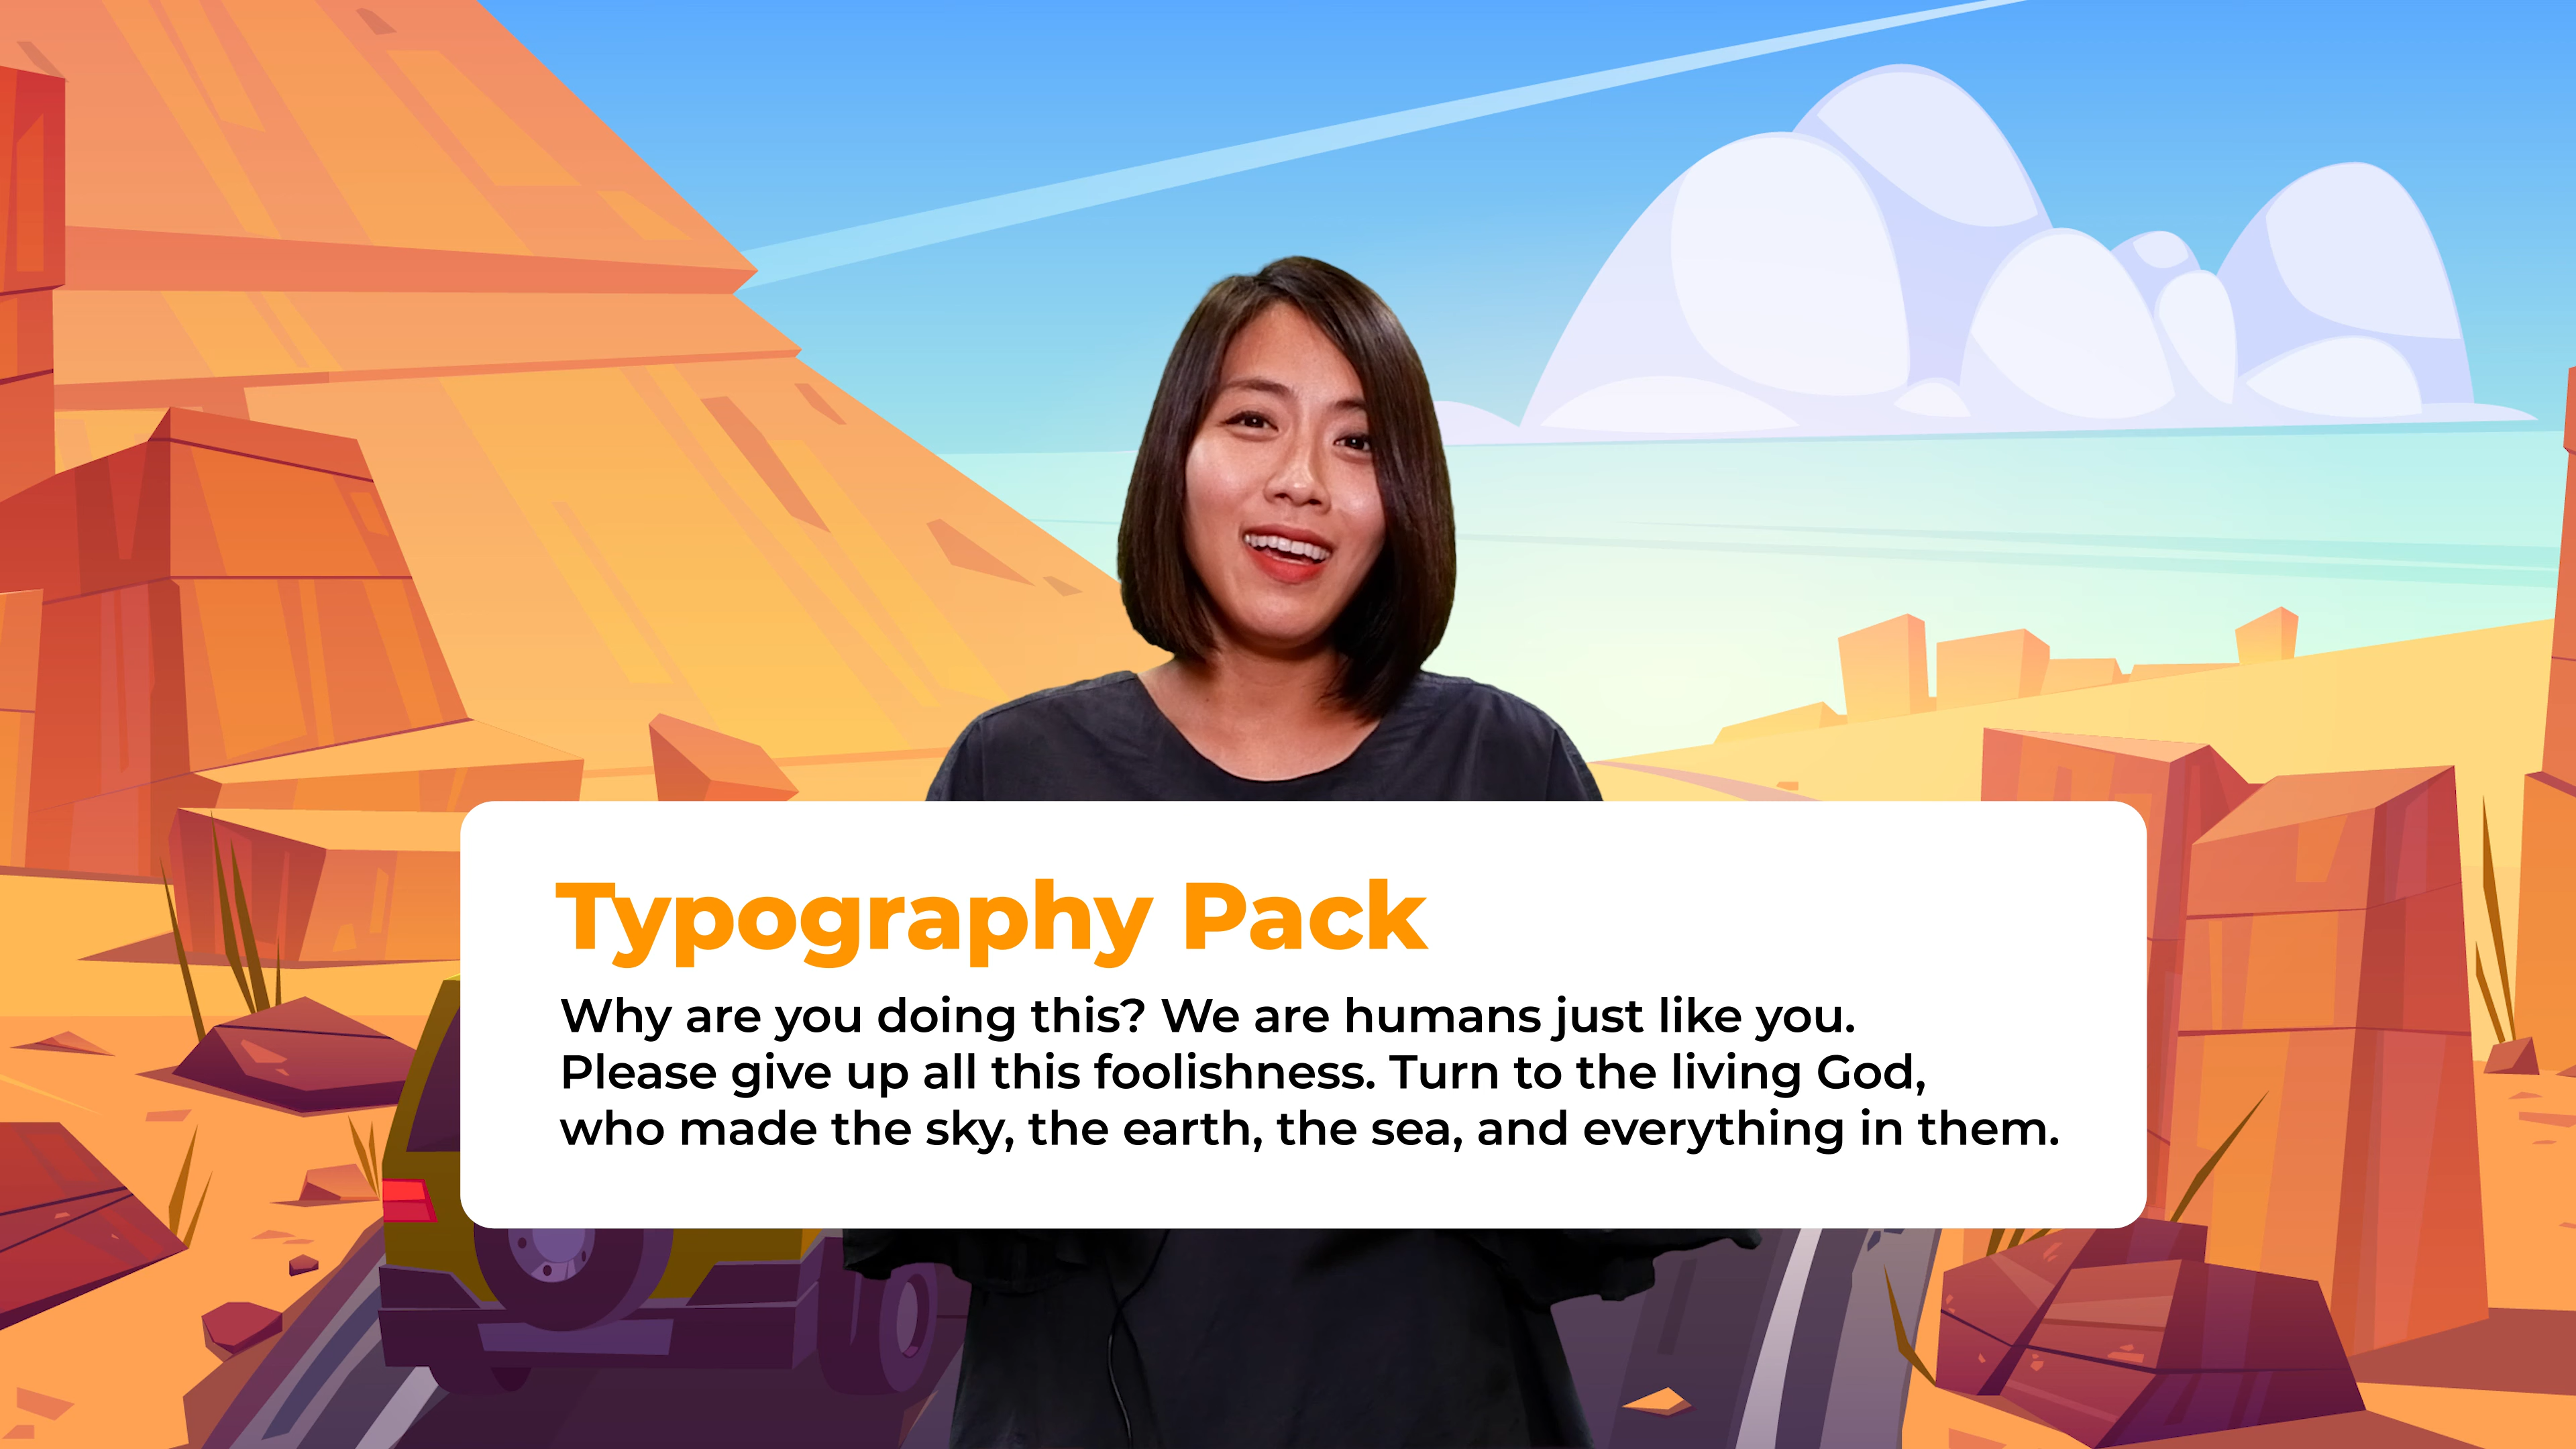 Typography Pack
Why are you doing this? We are humans just like you.
Please give up all this foolishness. Turn to the living God,
who made the sky, the earth, the sea, and everything in them.